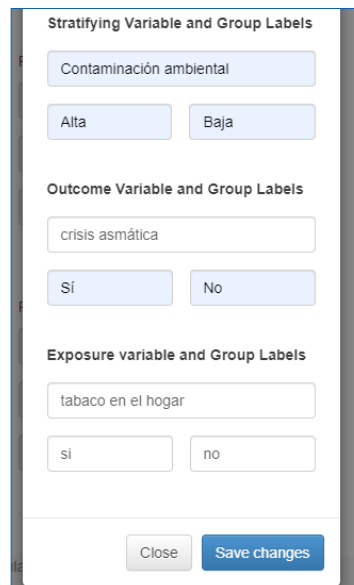 Stratifying Variable and Group Labels
Contaminación ambiental
Alta Baja
Outcome Variable and Group Labels
crisis asmática
Sí No
Exposure variable and Group Labels
tabaco en el hogar
si no
Close Save changes